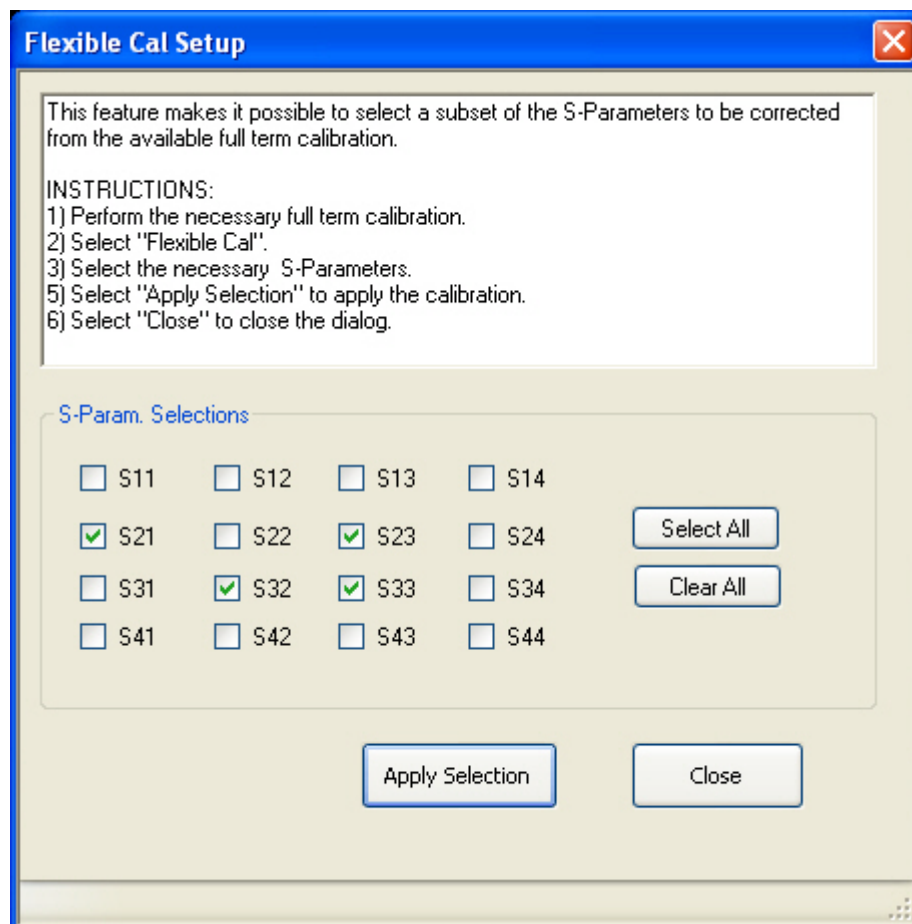 Flexible Cal Setup
This feature makes it possible to select a subset of the S-Parameters to be corrected
from the available full term calibration.
INSTRUCTIONS:
1) Perform the necessary full term calibration.
2) Select "Flexible Cal".
3) Select the necessary  S-Parameters.
5) Select "Apply Selection" to apply the calibration.
6) Select "Close" to close the dialog.
S-Param. Selections
S11 S12 S13 S14
S21 S22 S23 S24 Select All
S31 S32 S33 S34 Clear All
S41 S42 S43 S44
Apply Selection Close